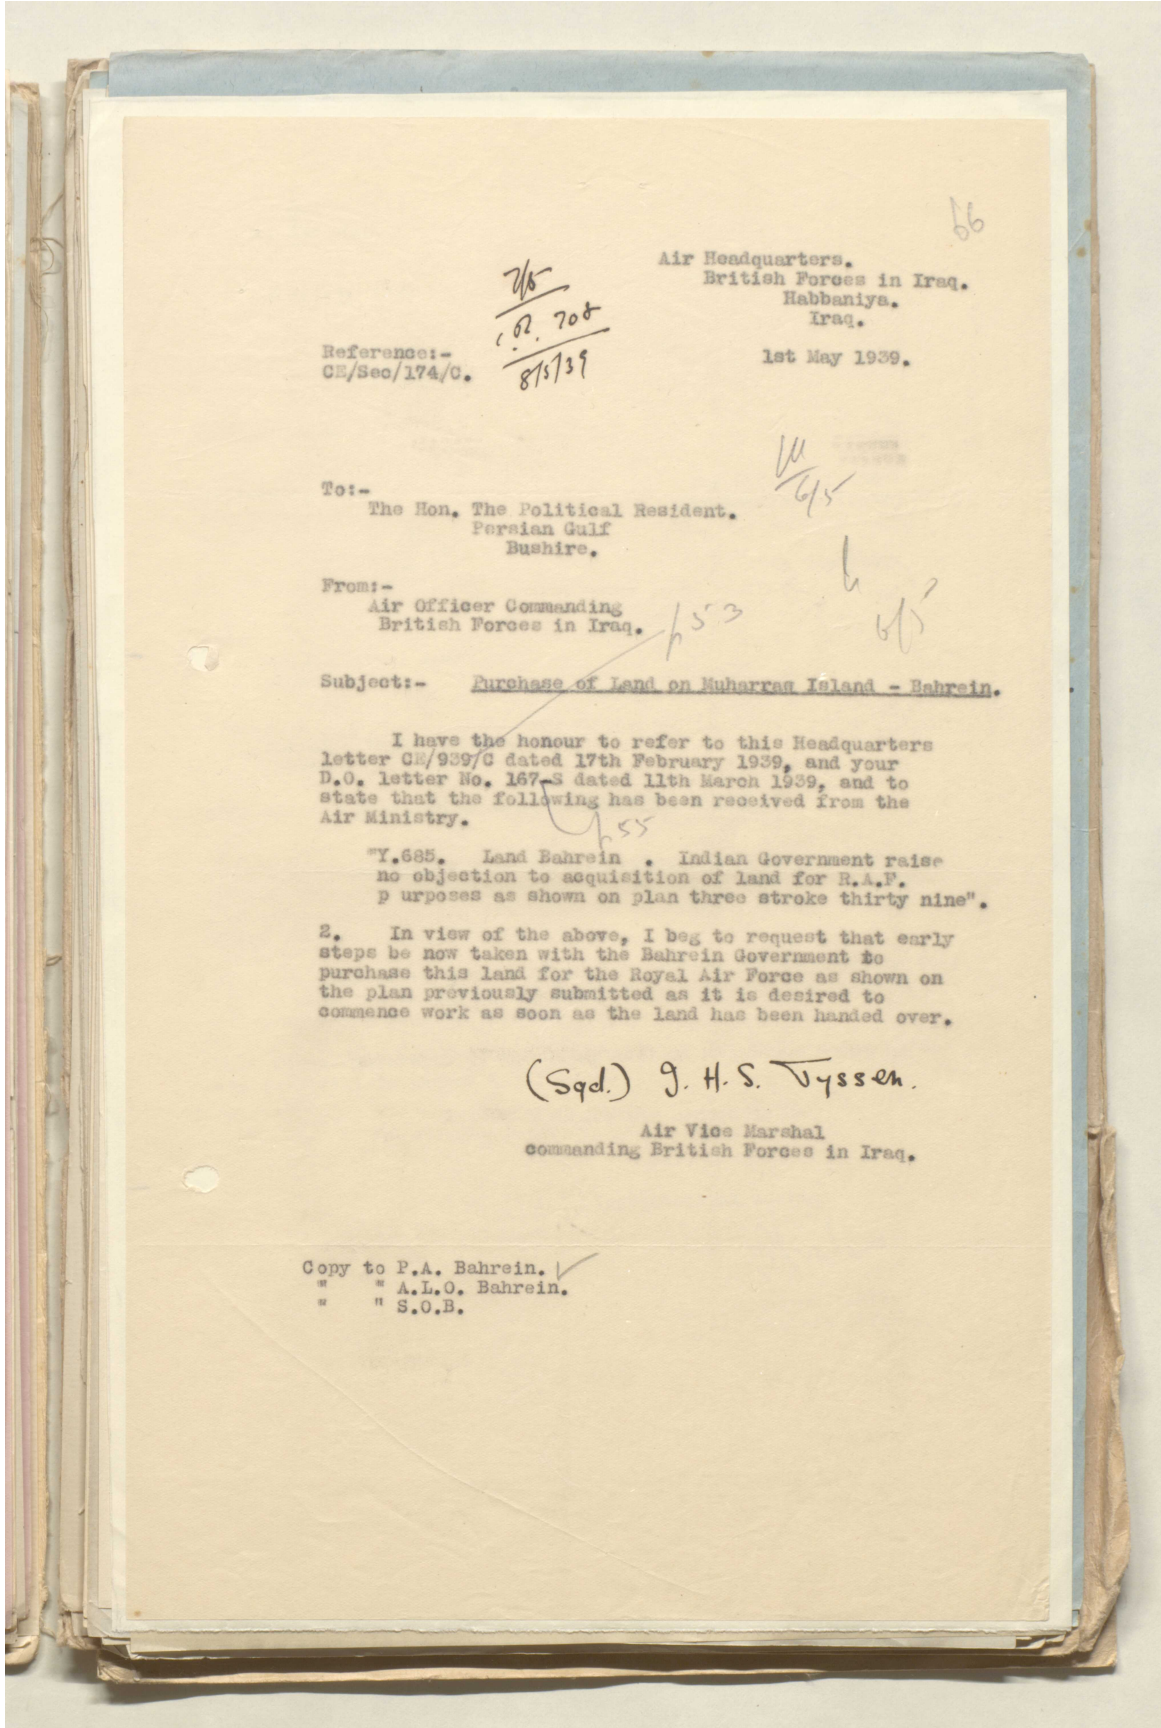 66
Air Headquarters.
British Forces in Iraq.
Habbaniya.
Iraq.
7/5
708
8/5/39
Reference:-
CE/Sec/174/C.
1st May 1939.
6/5
To:-
The Hon. The Political Resident.
Persian Gulf
Bushire.
6/5
From:-
Air Officer Commanding
British Forces in Iraq.
p53
Subject:- Purchase of Land on Muharraq Island - Bahrein.
I have the honour to refer to this Headquarters
letter CE/939/C dated 17th February 1939, and your
D.O. letter No. 167-S dated 11th March 1939, and to
state that the following has been received from the
Air Ministry.
p55
"Y.685. Land Bahrein . Indian Government raise
no objection to acquisition of land for R.A.F.
p urposes as shown on plan three stroke thirty nine".
2. In view of the above, I beg to request that early
steps be now taken with the Bahrein Government to
purchase this land for the Royal Air Force as shown on
the plan previously submitted as it is desired to
commence work as soon as the land has been handed over.
(Sgd.) J. H. S. Tyssen.
Air Vice Marshal
commanding British Forces in Iraq.
Copy to P.A. Bahrein. ✓
" " A.L.O. Bahrein.
" " S.O.B.